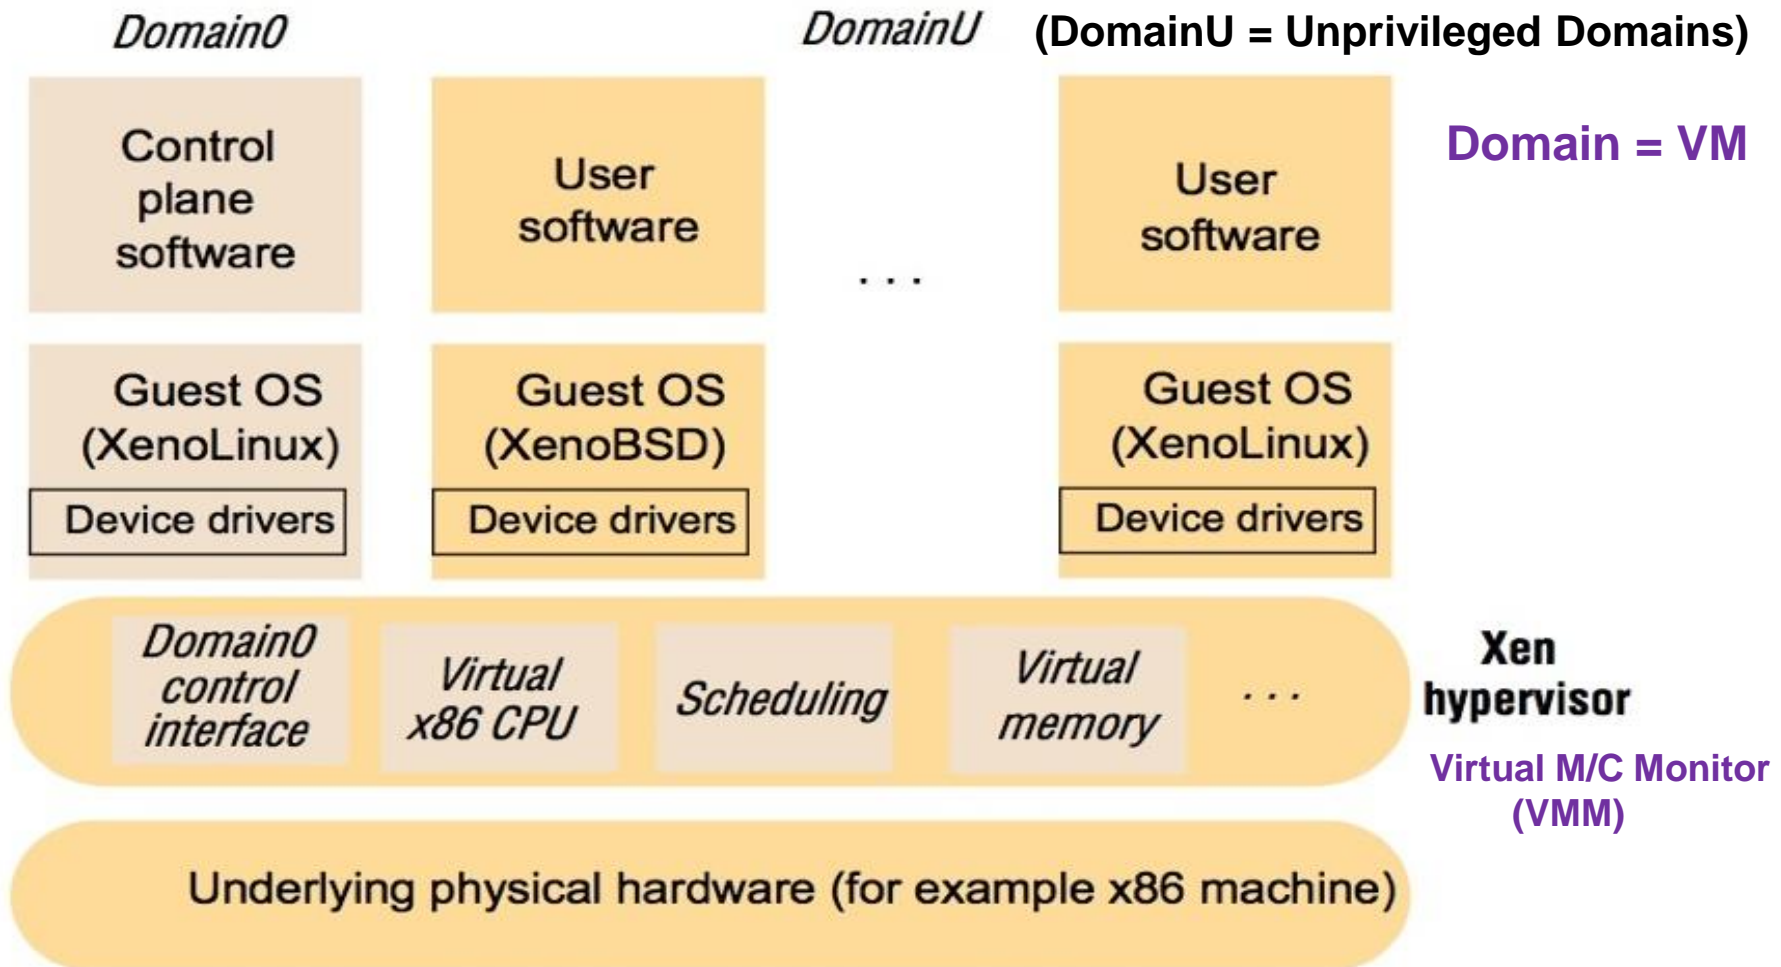 Domain0
DomainU (DomainU = Unprivileged Domains)
Domain = VM
Control
plane
software
User
software
. . .
User
software
Guest OS
(XenoLinux)
Device drivers
Guest OS
(XenoBSD)
Device drivers
Guest OS
(XenoLinux)
Device drivers
Domain0
control
interface
Virtual
x86 CPU
Scheduling
Virtual
memory
. . .
Xen
hypervisor
Virtual M/C Monitor
(VMM)
Underlying physical hardware (for example x86 machine)